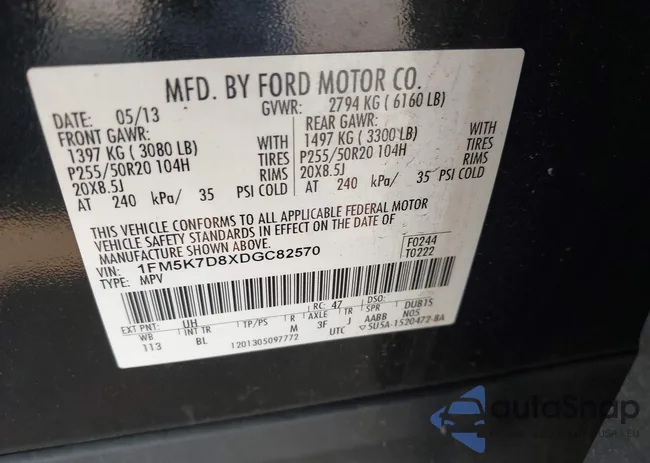 MFD. BY FORD MOTOR CO.
DATE: 05/13 GVWR: 2794 KG ( 6160 LB)
FRONT GAWR: REAR GAWR:
1397 KG ( 3080 LB) WITH 1497 KG ( 3300 LB) WITH
P255/50R20 104H TIRES P255/50R20 104H TIRES
20X8.5J RIMS 20X8.5J RIMS
AT 240 kPa/ 35 PSI COLD AT 240 kPa/ 35 PSI COLD
THIS VEHICLE CONFORMS TO ALL APPLICABLE FEDERAL MOTOR
VEHICLE SAFETY STANDARDS IN EFFECT ON THE DATE OF
MANUFACTURE SHOWN ABOVE.
VIN: 1FM5K7D8XDGC82570 F0244
TYPE: MPV T0222
EXT PNT: UH RC: 47 DSO:
WB INT TR TP/PS R AXLE TR SPR DUB1S
113 BL M 3F J AABB N05
1201305097772 UTC 5U5A-1520472-BA
autoSnap